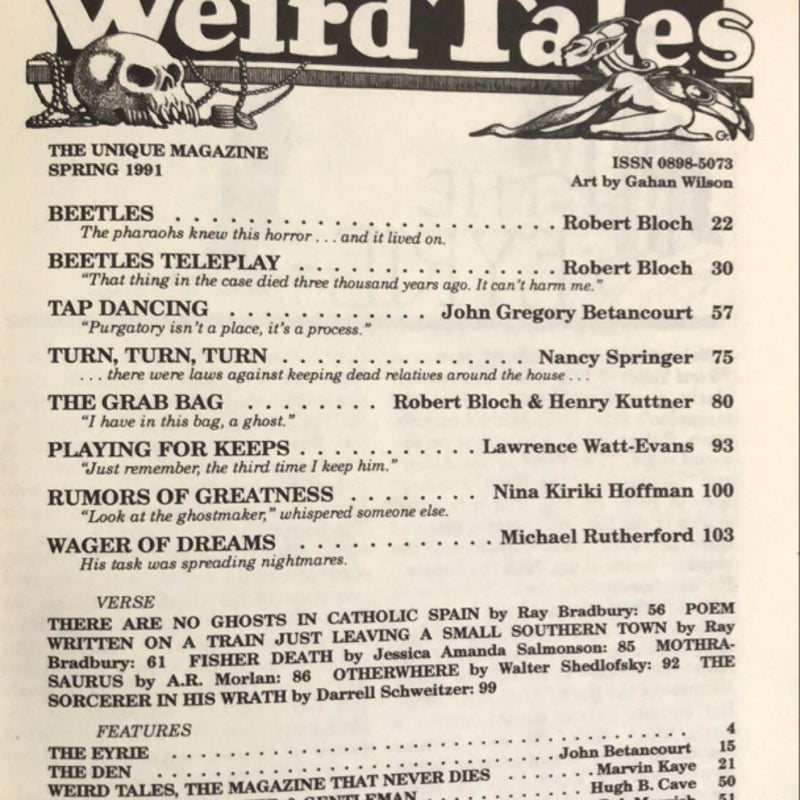 Weird Tales
THE UNIQUE MAGAZINE
SPRING 1991
ISSN 0898-5073
Art by Gahan Wilson
BEETLES . . . . . . . . . . . . . . . . . . . . . . Robert Bloch 22
The pharaohs knew this horror . . . and it lived on.
BEETLES TELEPLAY . . . . . . . . . . . . . . . Robert Bloch 30
"That thing in the case died three thousand years ago. It can't harm me."
TAP DANCING . . . . . . . . . . . . John Gregory Betancourt 57
"Purgatory isn't a place, it's a process."
TURN, TURN, TURN . . . . . . . . . . . . . . . Nancy Springer 75
. . . there were laws against keeping dead relatives around the house . . .
THE GRAB BAG . . . . . . . . Robert Bloch & Henry Kuttner 80
"I have in this bag, a ghost."
PLAYING FOR KEEPS . . . . . . . . . . . Lawrence Watt-Evans 93
"Just remember, the third time I keep him."
RUMORS OF GREATNESS . . . . . . . . Nina Kiriki Hoffman 100
"Look at the ghostmaker," whispered someone else.
WAGER OF DREAMS . . . . . . . . . . . . Michael Rutherford 103
His task was spreading nightmares.
VERSE
THERE ARE NO GHOSTS IN CATHOLIC SPAIN by Ray Bradbury: 56 POEM
WRITTEN ON A TRAIN JUST LEAVING A SMALL SOUTHERN TOWN by Ray
Bradbury: 61 FISHER DEATH by Jessica Amanda Salmonson: 85 MOTHRA-
SAURUS by A.R. Morlan: 86 OTHERWHERE by Walter Shedlofsky: 92 THE
SORCERER IN HIS WRATH by Darrell Schweitzer: 99
FEATURES
THE EYRIE . . . . . . . . . . . . . . . . . . . . . . . . . . . . . . 4
THE DEN . . . . . . . . . . . . . . . . . . . . . . John Betancourt 15
WEIRD TALES, THE MAGAZINE THAT NEVER DIES . . . . . . . Marvin Kaye 21
& GENTLEMAN . . . . . . . Hugh B. Cave 50
51